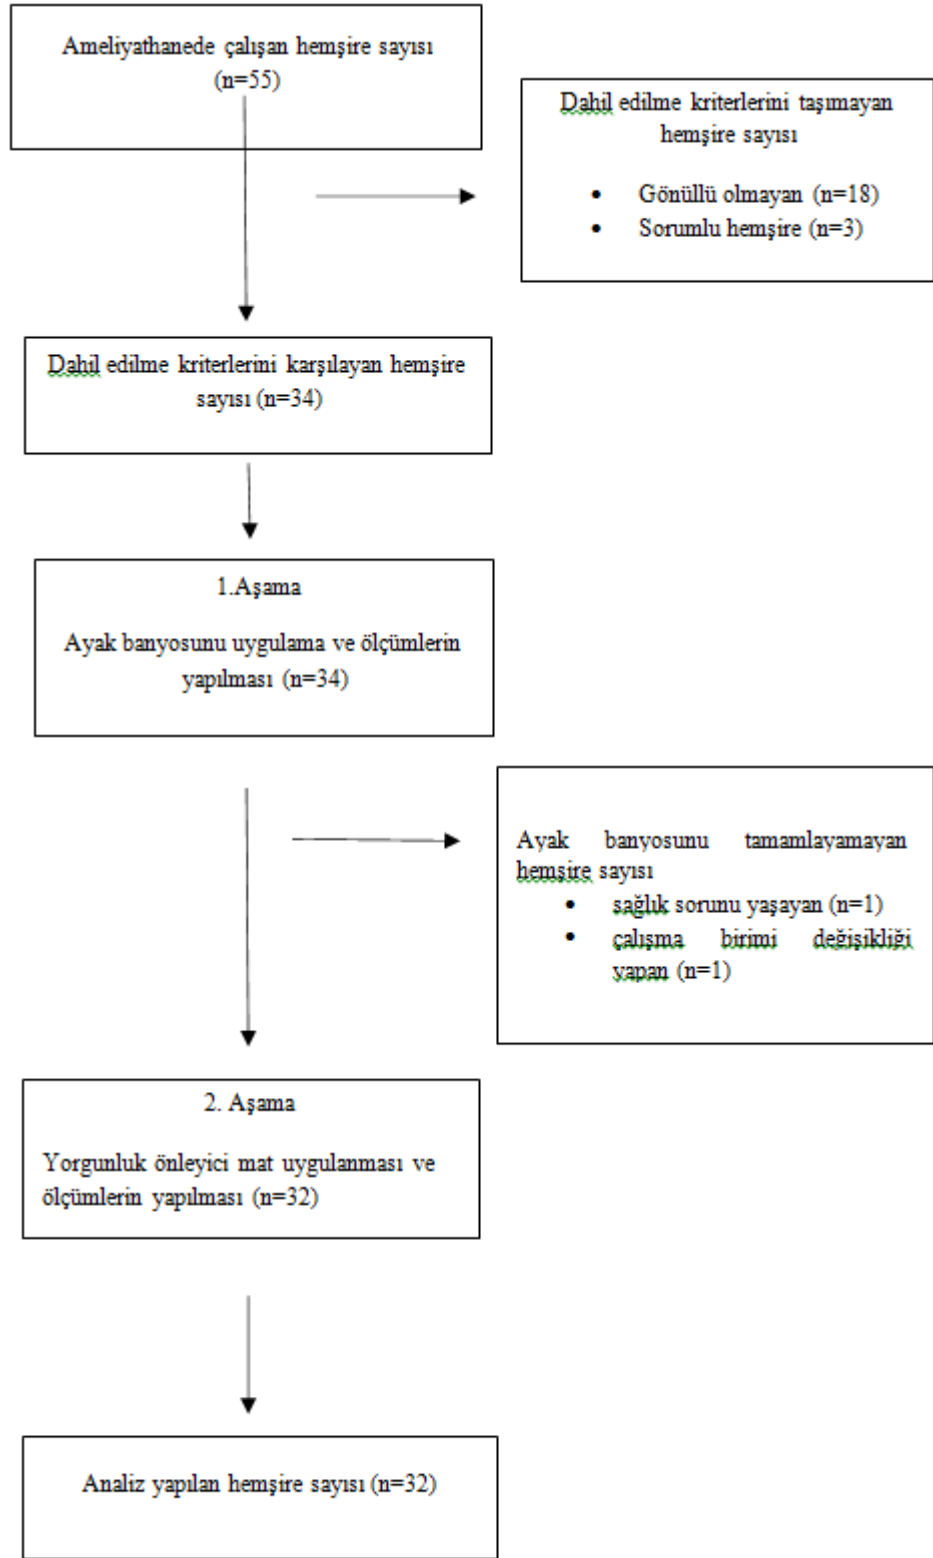 Ameliyathanede çalışan hemşire sayısı
(n=55)
Dahil edilme kriterlerini taşımayan
hemşire sayısı
• Gönüllü olmayan (n=18)
• Sorumlu hemşire (n=3)
Dahil edilme kriterlerini karşılayan hemşire
sayısı (n=34)
1.Aşama
Ayak banyosunu uygulama ve ölçümlerin
yapılması (n=34)
Ayak banyosunu tamamlayamayan
hemşire sayısı
• sağlık sorunu yaşayan (n=1)
• çalışma birimi değişikliği
yapan (n=1)
2. Aşama
Yorgunluk önleyici mat uygulanması ve
ölçümlerin yapılması (n=32)
Analiz yapılan hemşire sayısı (n=32)